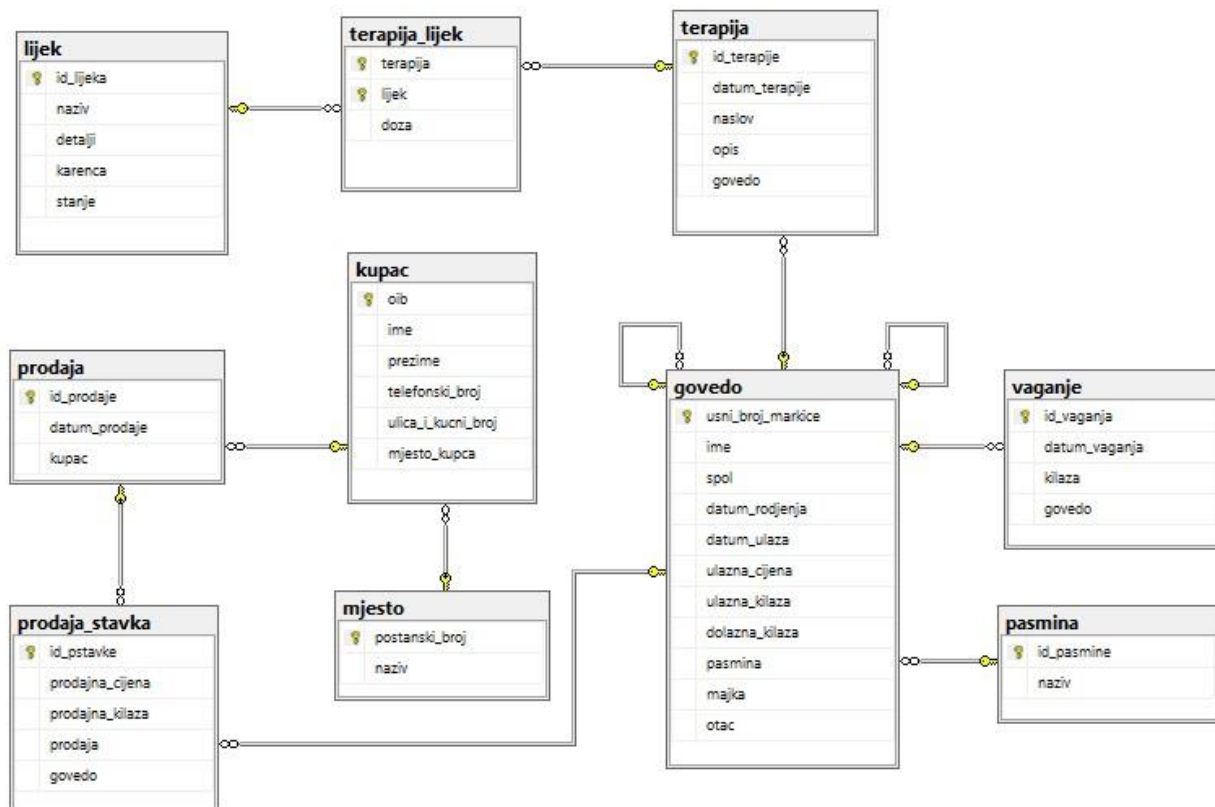 lijek
id_lijeka
naziv
detalji
karenca
stanje
terapija_lijek
terapija
lijek
doza
terapija
id_terapije
datum_terapije
naslov
opis
govedo
kupac
oib
ime
prezime
telefonski_broj
ulica_i_kucni_broj
mjesto_kupca
prodaja
id_prodaje
datum_prodaje
kupac
govedo
usni_broj_markice
ime
spol
datum_rodjenja
datum_ulaza
ulazna_cijena
ulazna_kilaza
dolazna_kilaza
pasmina
majka
otac
vaganje
id_vaganja
datum_vaganja
kilaza
govedo
prodaja_stavka
id_pstavke
prodajna_cijena
prodajna_kilaza
prodaja
govedo
mjesto
postanski_broj
naziv
pasmina
id_pasmine
naziv